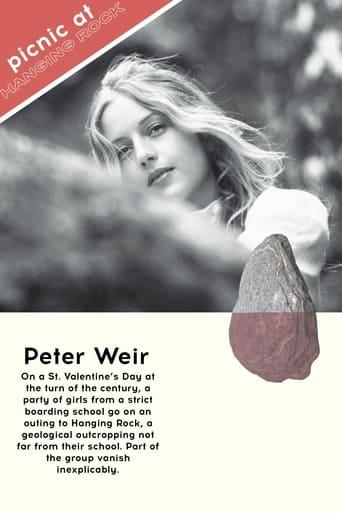 picnic at
HANGING ROCK
Peter Weir
On a St. Valentine's Day at
the turn of the century, a
party of girls from a strict
boarding school go on an
outing to Hanging Rock, a
geological outcropping not
far from their school. Part of
the group vanish
inexplicably.